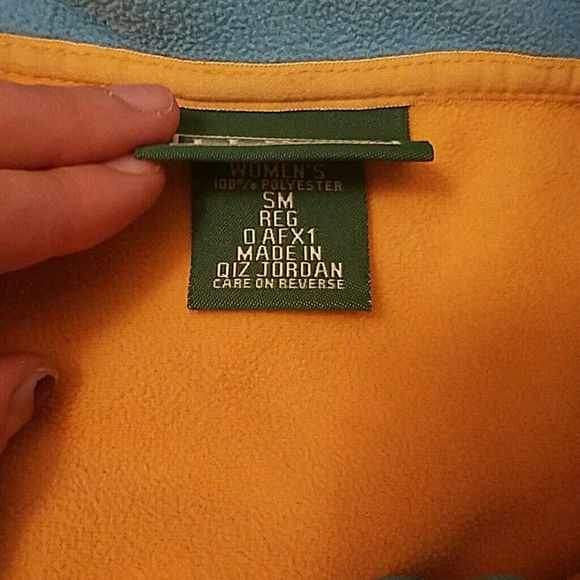 WOMEN'S
100% POLYESTER
SM
REG
0 AFX1
MADE IN
QIZ JORDAN
CARE ON REVERSE